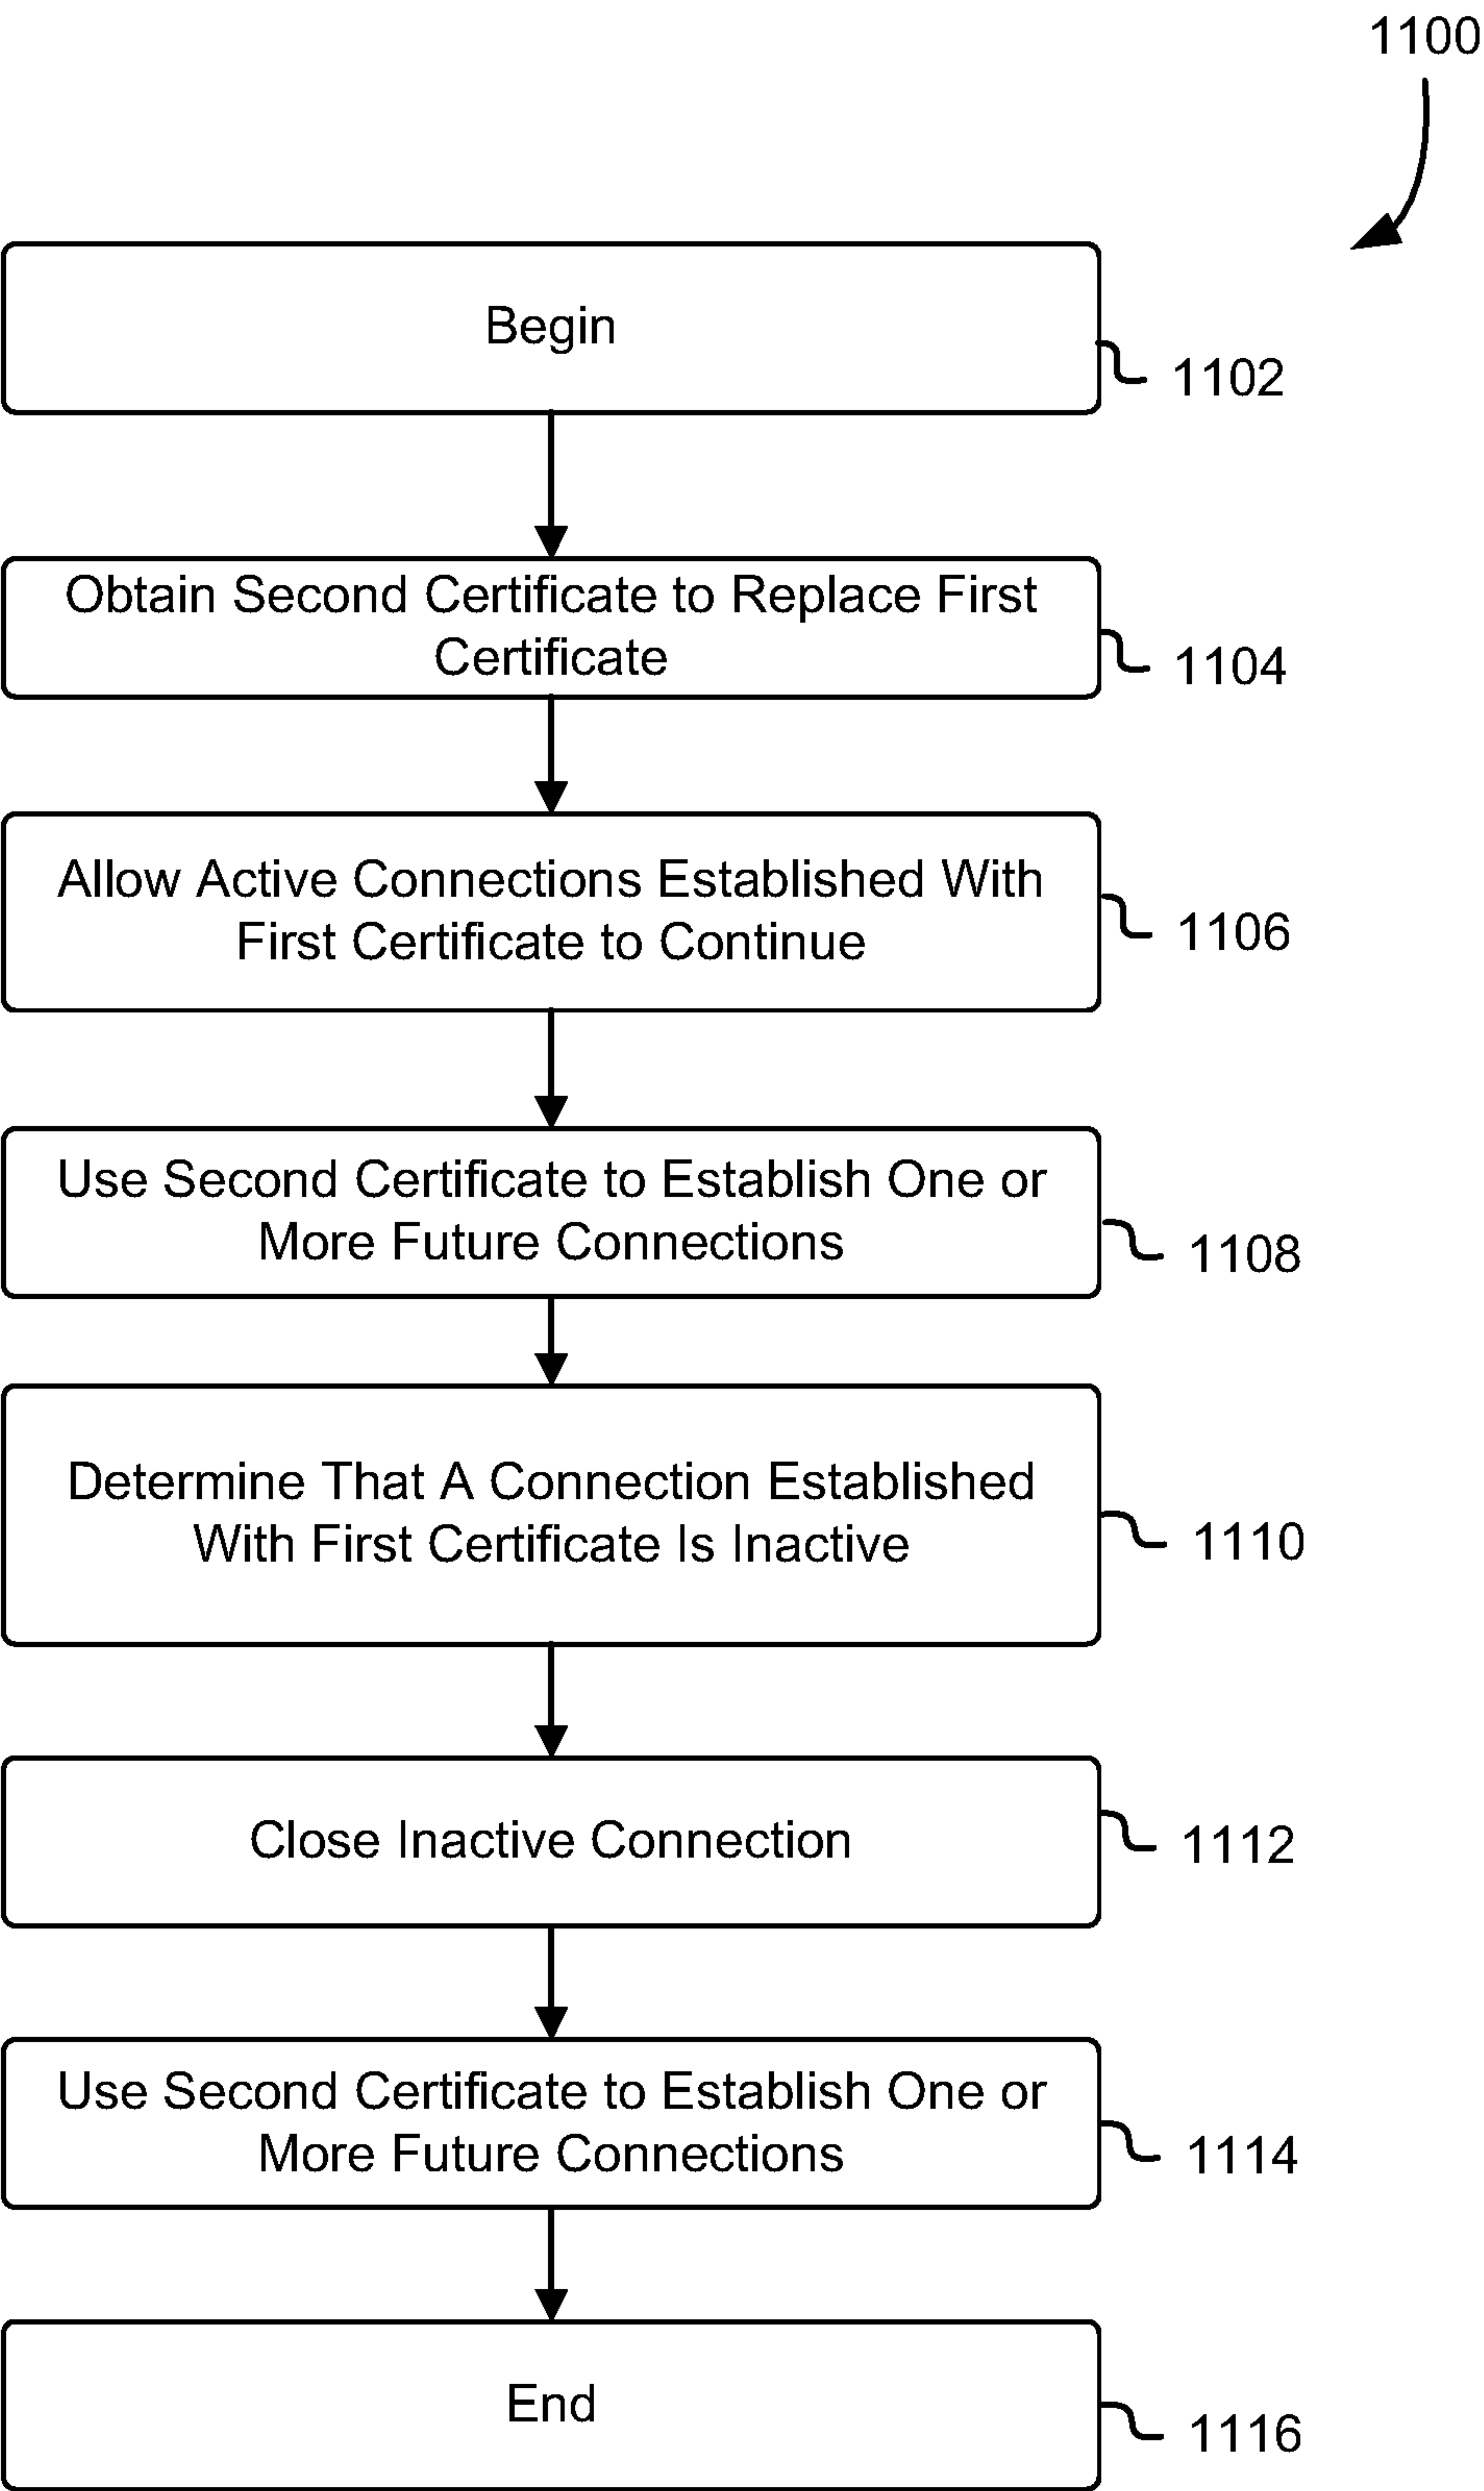 1100
Begin
1102
Obtain Second Certificate to Replace First
Certificate
1104
Allow Active Connections Established With
First Certificate to Continue
1106
Use Second Certificate to Establish One or
More Future Connections
1108
Determine That A Connection Established
With First Certificate Is Inactive
1110
Close Inactive Connection
1112
Use Second Certificate to Establish One or
More Future Connections
1114
End
1116